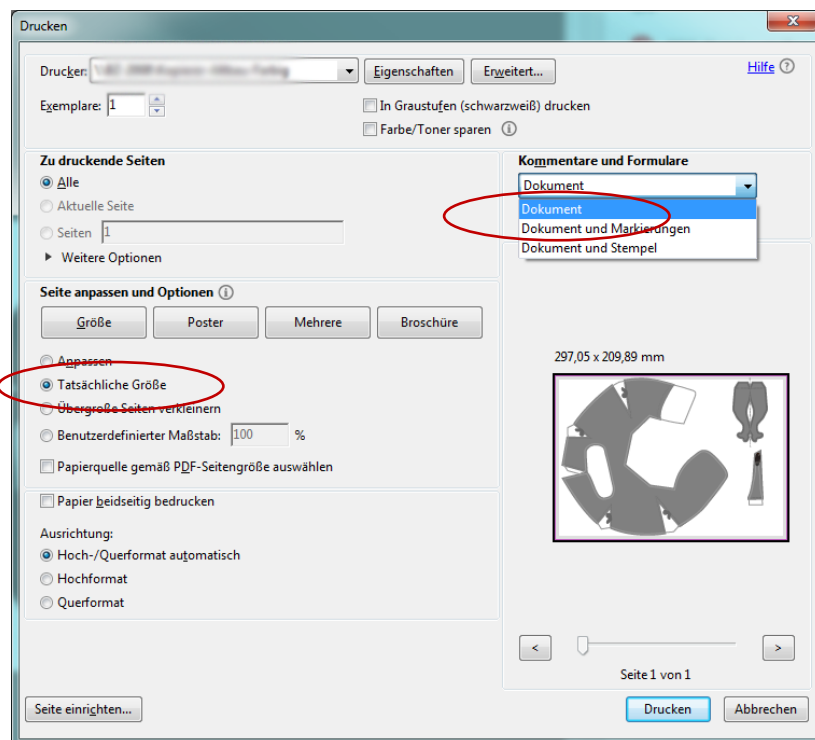 Drucken
Drucker:
Eigenschaften
Erweitert...
Hilfe
Exemplare: 1
In Graustufen (schwarzweiß) drucken
Farbe/Toner sparen
Zu druckende Seiten
Alle
Aktuelle Seite
Seiten 1
Weitere Optionen
Kommentare und Formulare
Dokument
Dokument
Dokument und Markierungen
Dokument und Stempel
Seite anpassen und Optionen
Größe Poster Mehrere Broschüre
Anpassen
Tatsächliche Größe
Übergroße Seiten verkleinern
Benutzerdefinierter Maßstab: 100 %
Papierquelle gemäß PDF-Seitengröße auswählen
Papier beidseitig bedrucken
Ausrichtung:
Hoch-/Querformat automatisch
Hochformat
Querformat
297,05 x 209,89 mm
< >
Seite 1 von 1
Seite einrichten...
Drucken
Abbrechen